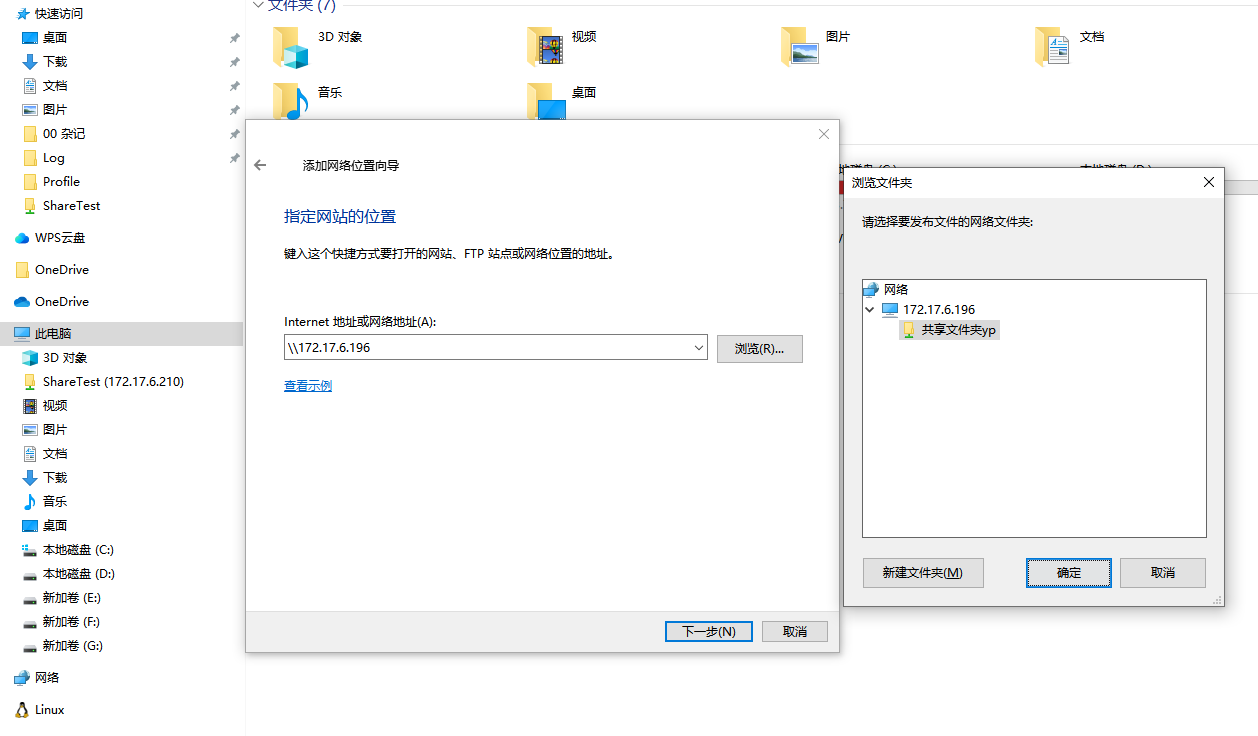 快速访问
桌面
下载
文档
图片
00 杂记
Log
Profile
ShareTest
WPS云盘
OneDrive
OneDrive
此电脑
3D 对象
ShareTest (172.17.6.210)
视频
图片
文档
下载
音乐
桌面
本地磁盘 (C:)
本地磁盘 (D:)
新加卷 (E:)
新加卷 (F:)
新加卷 (G:)
网络
Linux
文件夹 (7)
3D 对象
视频
图片
文档
音乐
桌面
添加网络位置向导
指定网站的位置
键入这个快捷方式要打开的网站、FTP 站点或网络位置的地址。
Internet 地址或网络地址(A):
\\172.17.6.196
浏览(R)...
查看示例
下一步(N)
取消
浏览文件夹
请选择要发布文件的网络文件夹:
网络
172.17.6.196
共享文件夹yp
新建文件夹(M)
确定
取消